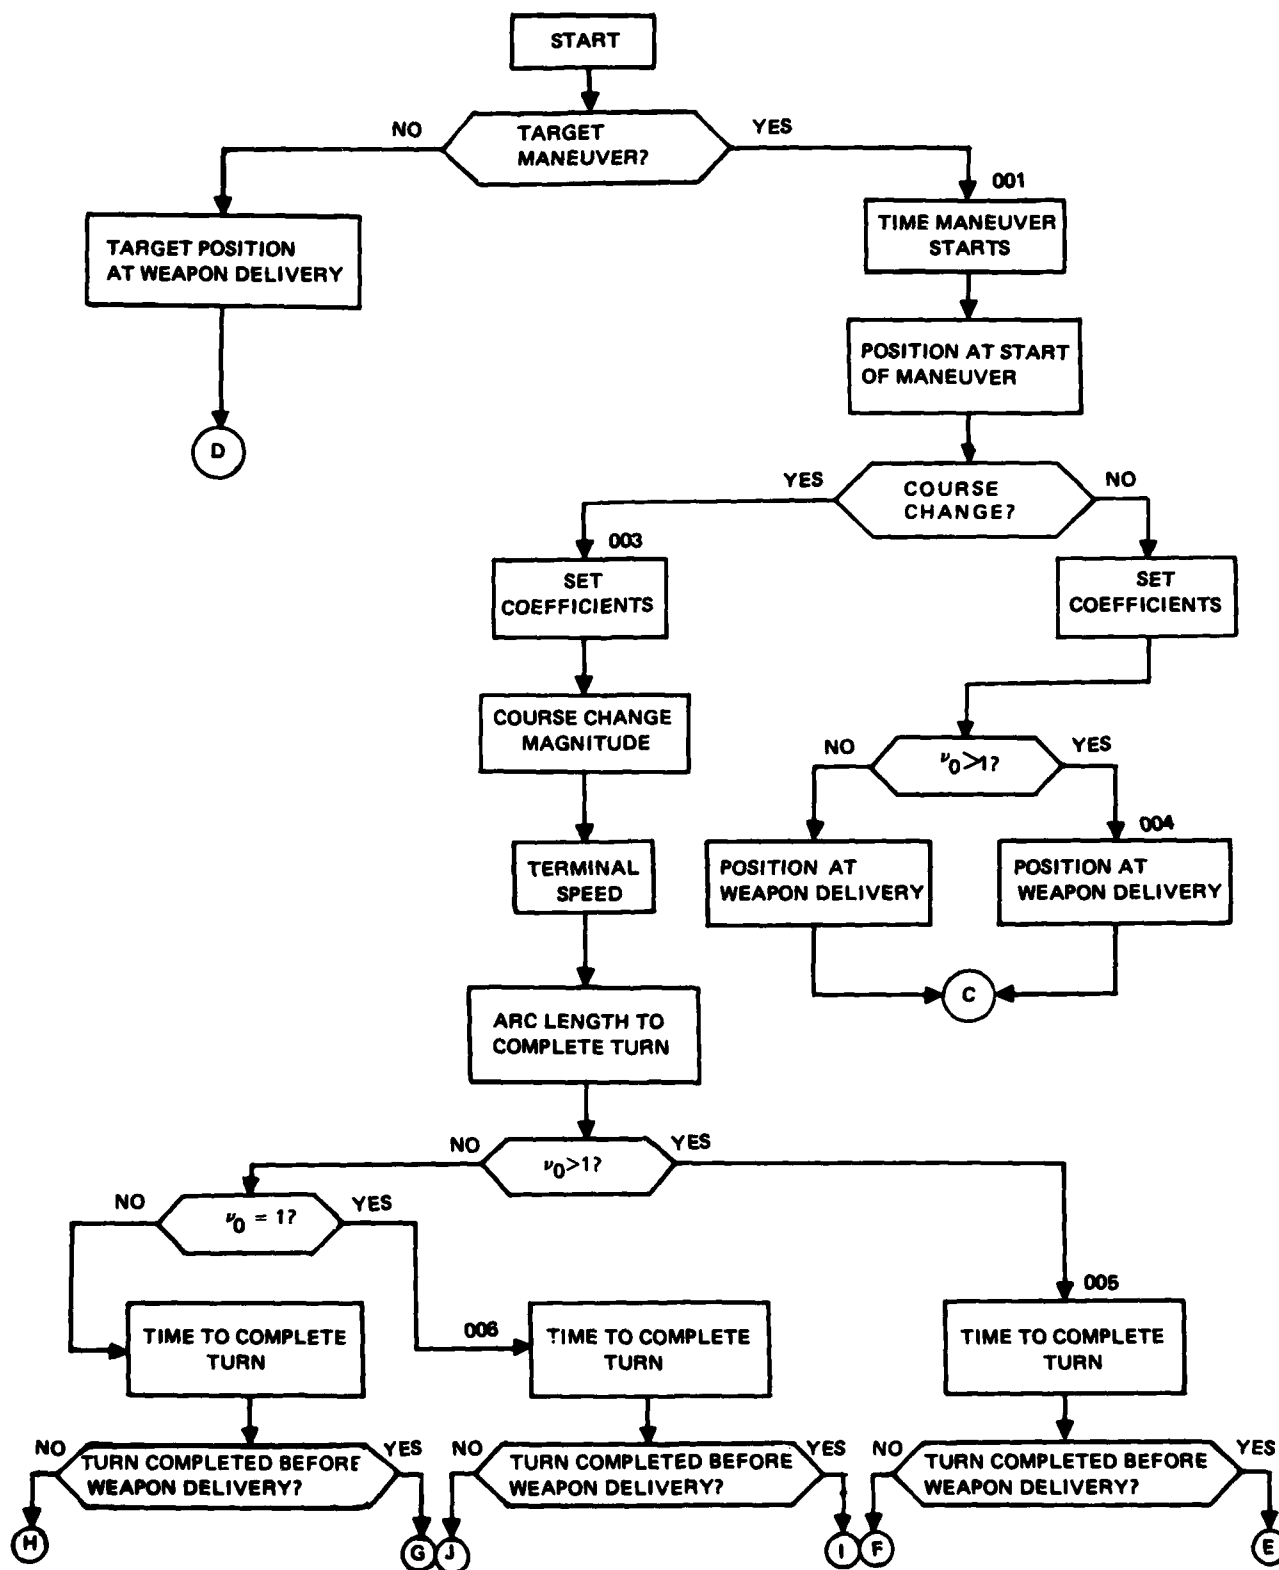 START
NO
TARGET
MANEUVER?
YES
001
TARGET POSITION
AT WEAPON DELIVERY
TIME MANEUVER
STARTS
POSITION AT START
OF MANEUVER
D
YES
COURSE
CHANGE?
NO
003
SET
COEFFICIENTS
SET
COEFFICIENTS
COURSE CHANGE
MAGNITUDE
NO
ν₀>1?
YES
004
TERMINAL
SPEED
POSITION AT
WEAPON DELIVERY
POSITION AT
WEAPON DELIVERY
C
ARC LENGTH TO
COMPLETE TURN
NO
ν₀>1?
YES
NO
ν₀ = 1?
YES
005
006
TIME TO COMPLETE
TURN
TIME TO COMPLETE
TURN
TIME TO COMPLETE
TURN
NO
TURN COMPLETED BEFORE
WEAPON DELIVERY?
YES
NO
TURN COMPLETED BEFORE
WEAPON DELIVERY?
YES
NO
TURN COMPLETED BEFORE
WEAPON DELIVERY?
YES
H
G
J
I
F
E